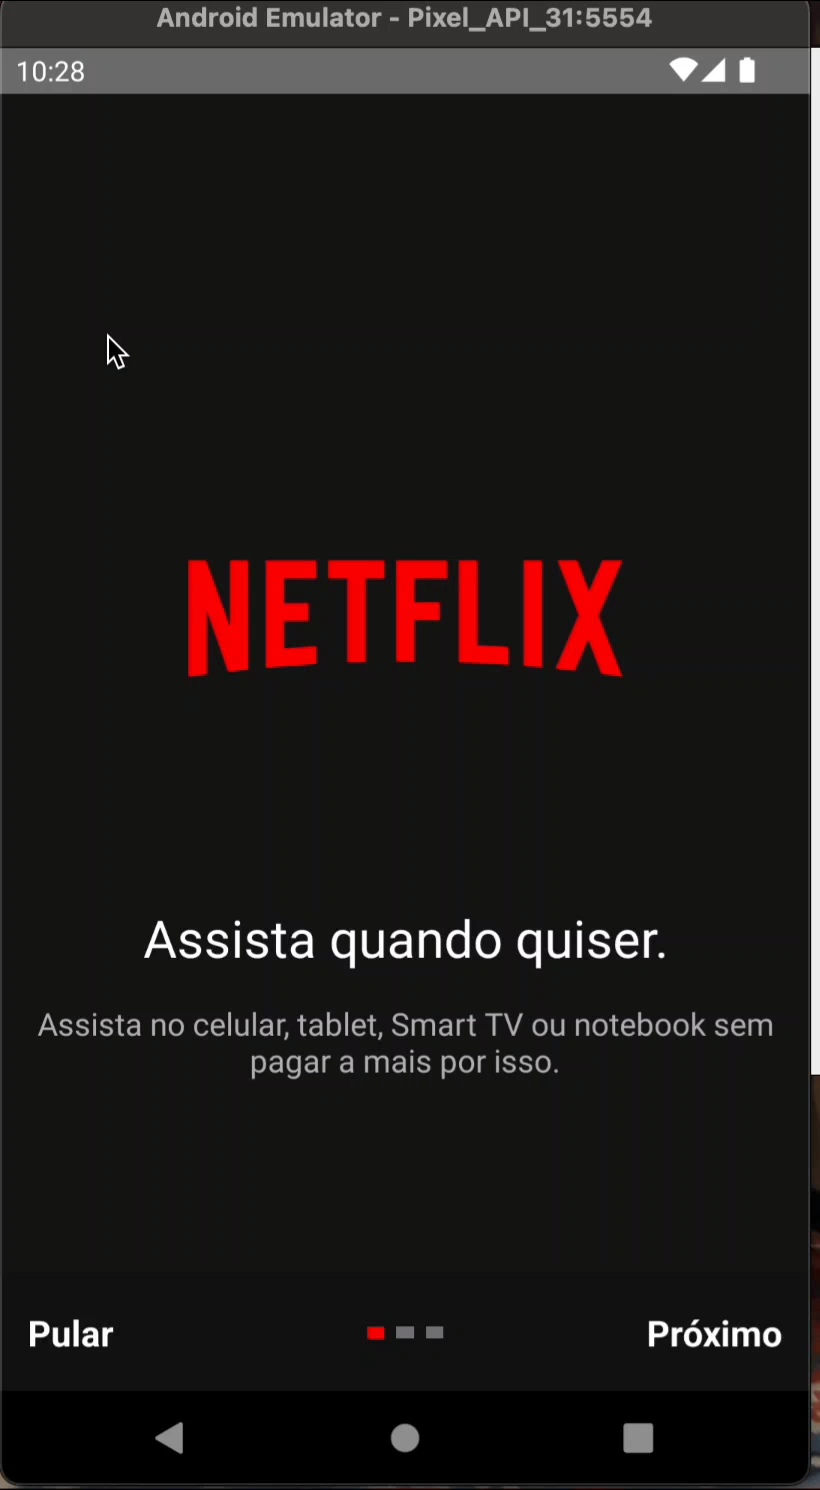 Android Emulator - Pixel_API_31:5554
10:28
NETFLIX
Assista quando quiser.
Assista no celular, tablet, Smart TV ou notebook sem
pagar a mais por isso.
Pular
Próximo